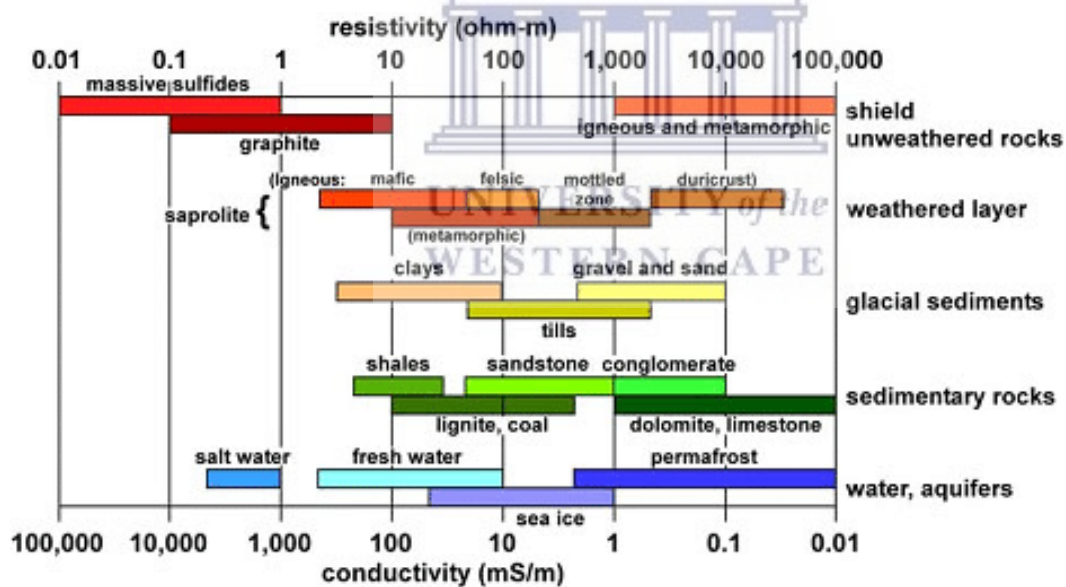 resistivity (ohm-m)
0.01 0.1 1 10 100 1,000 10,000 100,000
massive sulfides
shield
igneous and metamorphic
unweathered rocks
graphite
(Igneous: mafic felsic mottled duricrust)
zone
UNIVERSITY of the
saprolite {
weathered layer
(metamorphic)
WESTERN CAPE
clays gravel and sand
glacial sediments
tills
shales sandstone conglomerate
sedimentary rocks
lignite, coal dolomite, limestone
salt water fresh water permafrost
water, aquifers
sea ice
100,000 10,000 1,000 100 10 1 0.1 0.01
conductivity (mS/m)